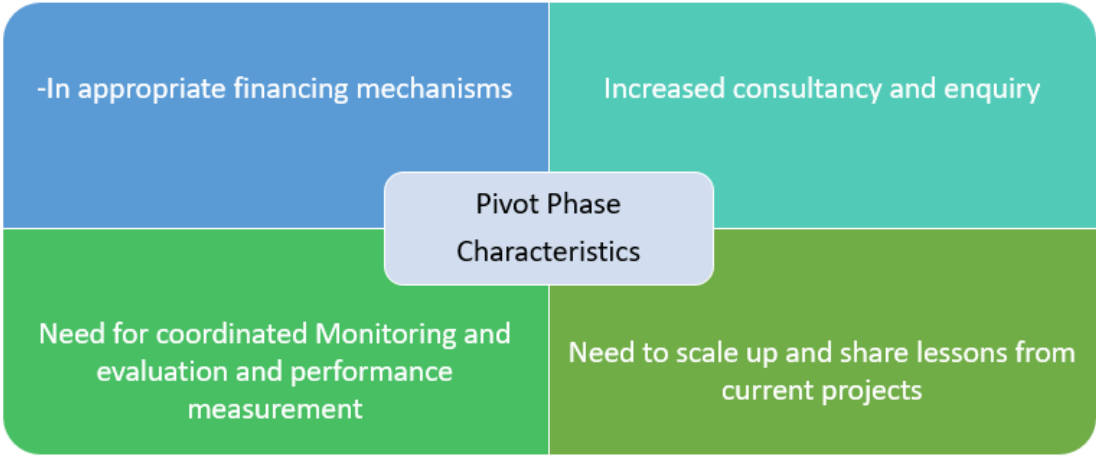 -In appropriate financing mechanisms
Increased consultancy and enquiry
Pivot Phase
Characteristics
Need for coordinated Monitoring and
evaluation and performance
measurement
Need to scale up and share lessons from
current projects